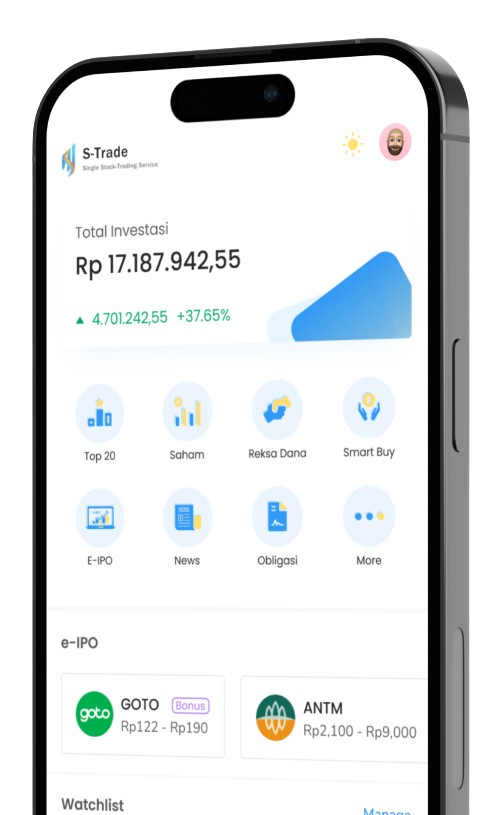 S-Trade
Single Stock-Trading Service
Total Investasi
Rp 17.187.942,55
4.701.242,55 +37.65%
Top 20
Saham
Reksa Dana
Smart Buy
E-IPO
News
Obligasi
More
e-IPO
goto
GOTO Bonus
Rp122 - Rp190
ANTM
Rp2,100 - Rp9,000
Watchlist
Manage